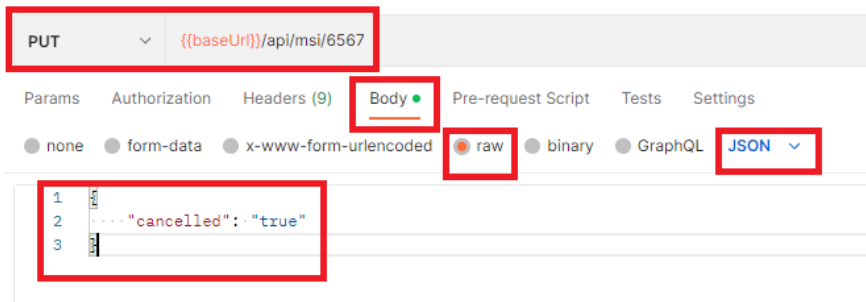 PUT {{baseUrl}}/api/msi/6567
Params Authorization Headers (9) Body Pre-request Script Tests Settings
none form-data x-www-form-urlencoded raw binary GraphQL JSON
1 {
2 "cancelled": "true"
3 }